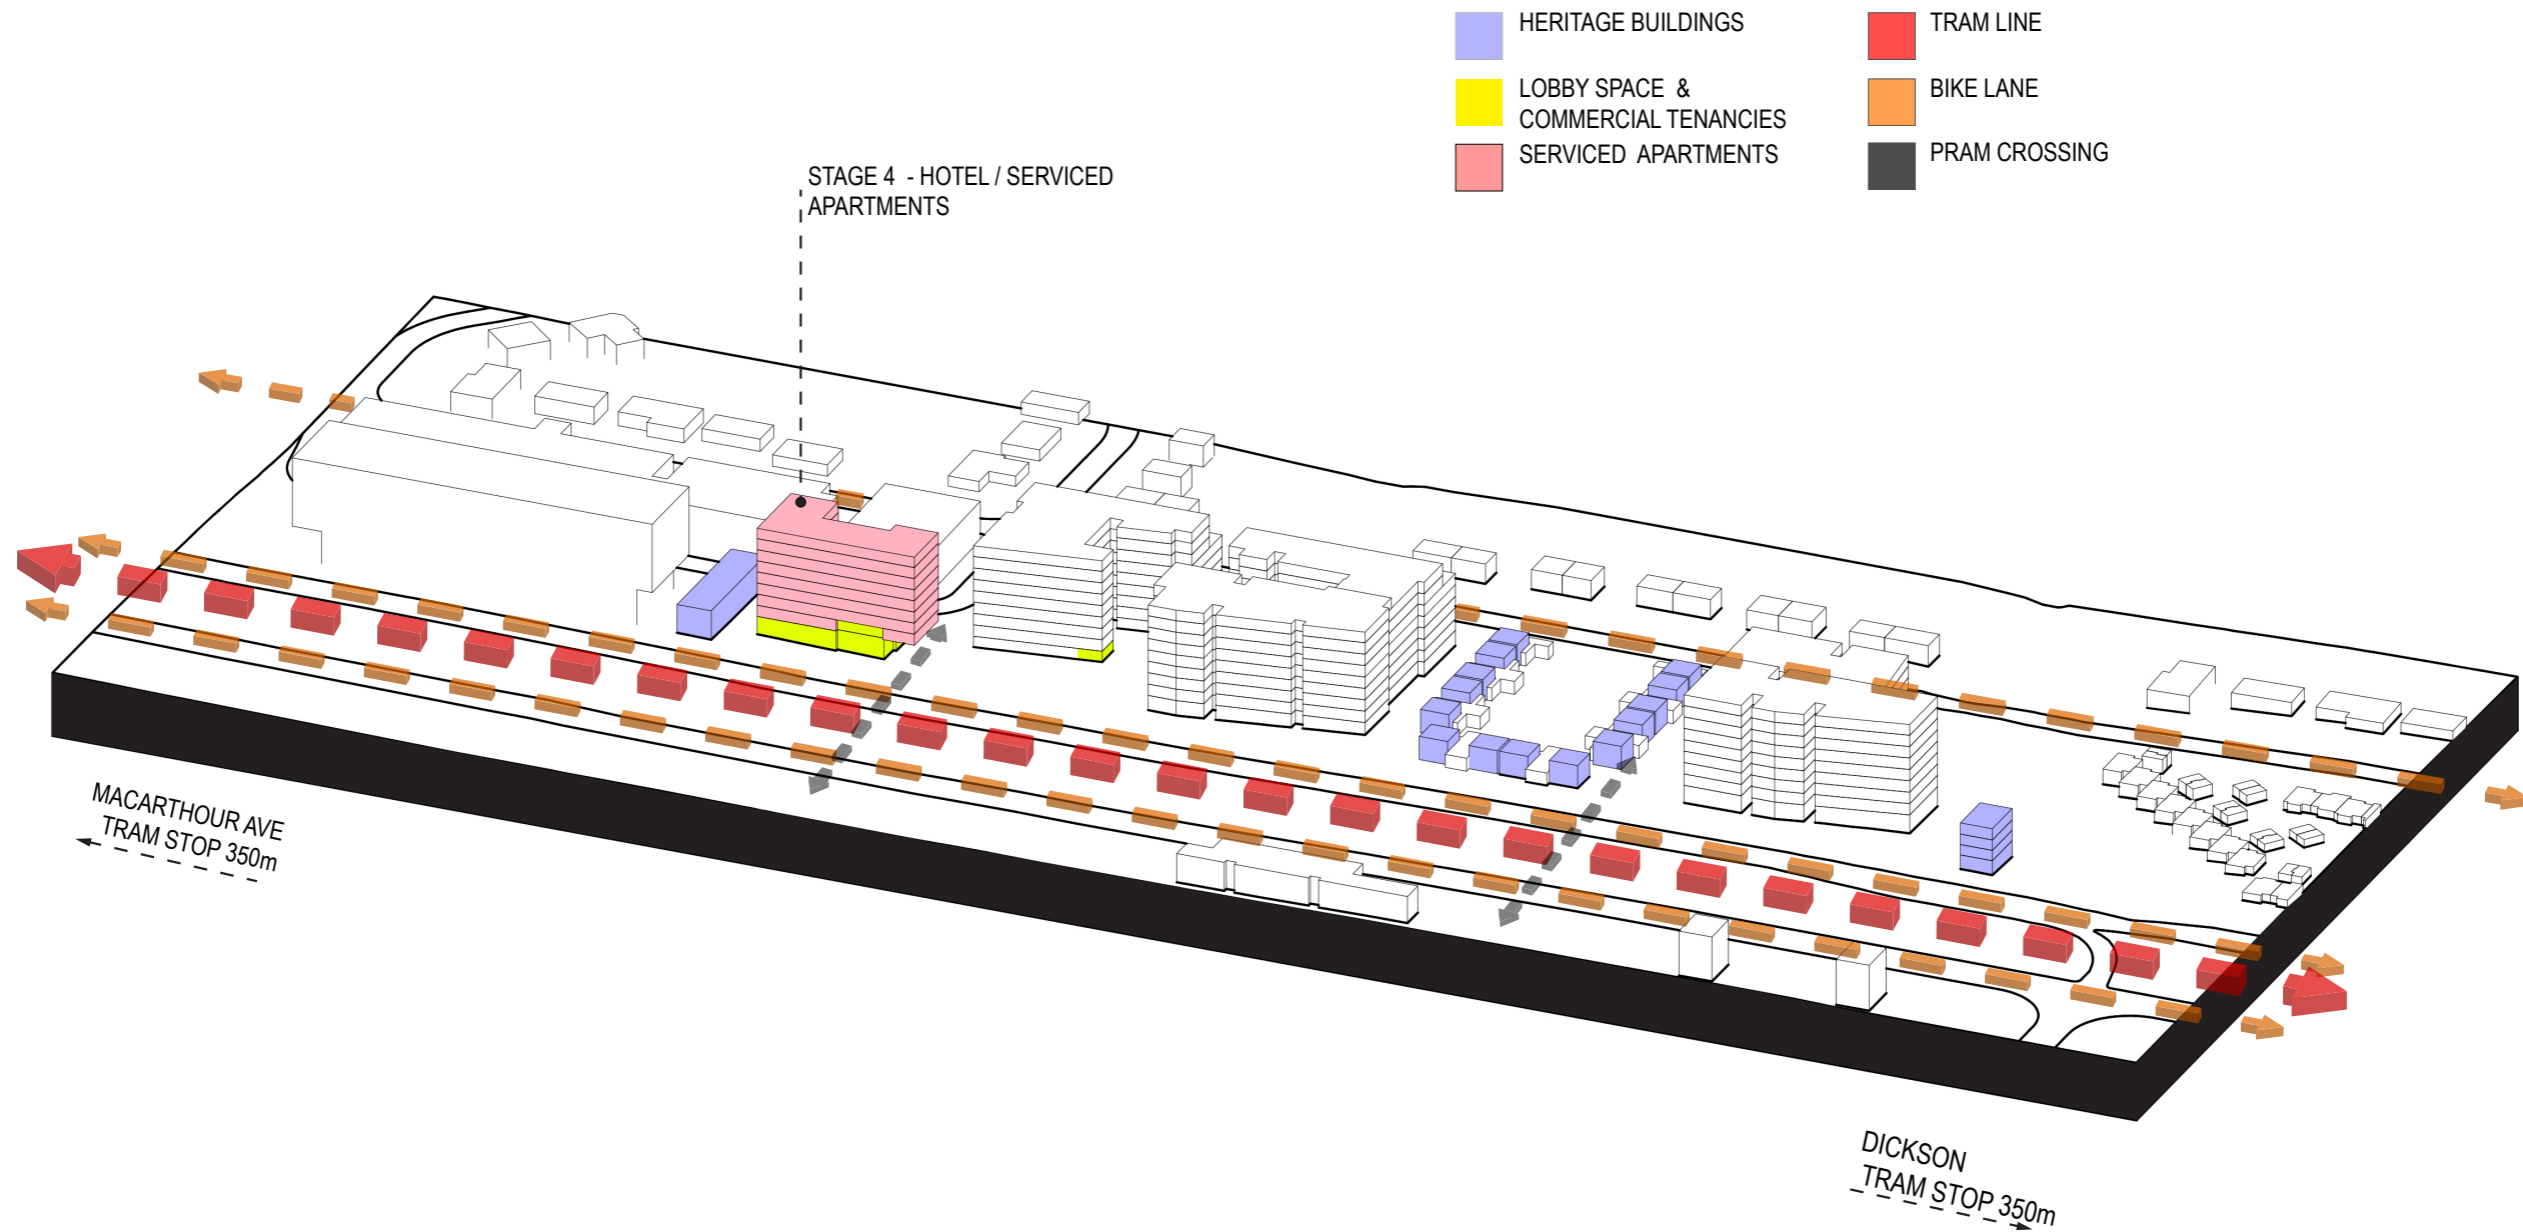 HERITAGE BUILDINGS
TRAM LINE
LOBBY SPACE &
COMMERCIAL TENANCIES
BIKE LANE
SERVICED APARTMENTS
PRAM CROSSING
STAGE 4 - HOTEL / SERVICED
APARTMENTS
MACARTHOUR AVE
TRAM STOP 350m
DICKSON
TRAM STOP 350m